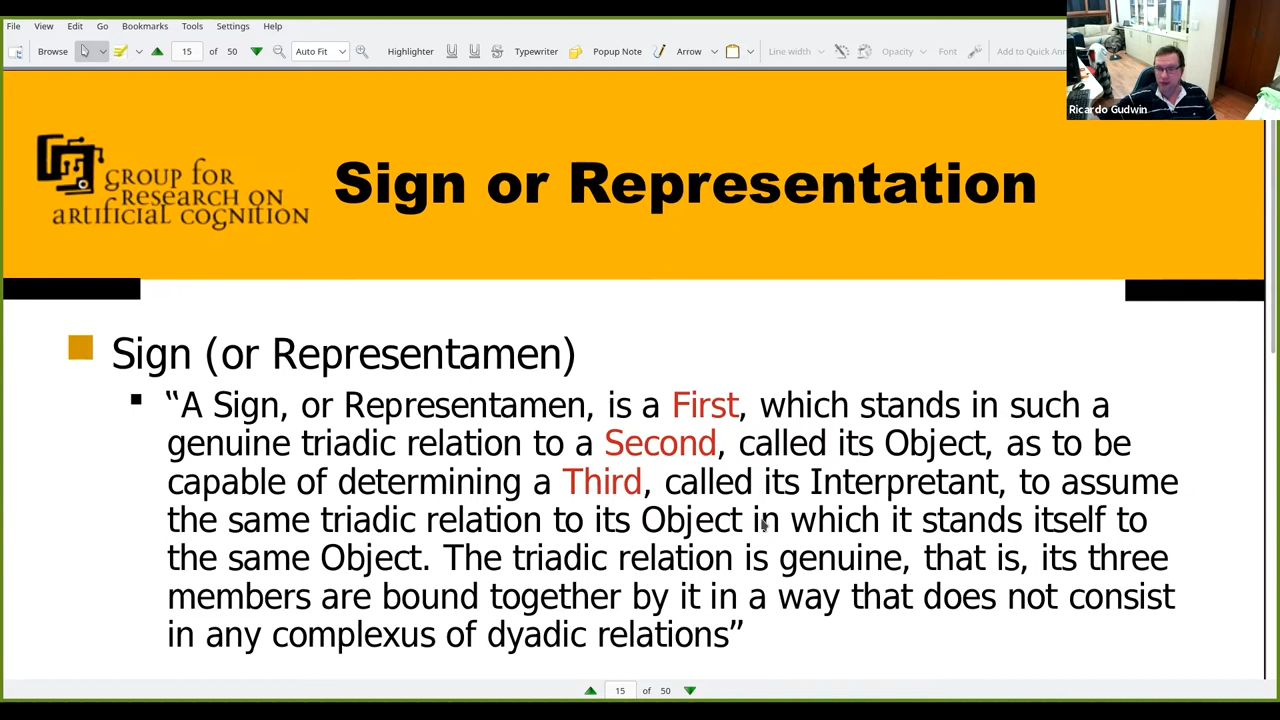 File View Edit Go Bookmarks Tools Settings Help
Browse 15 of 50 Auto Fit Highlighter Typewriter Popup Note Arrow Line width Opacity Font Add to Quick
Ricardo Gudwin
GROUP FOR
RESEARCH ON
ARTIFICIAL COGNITION
Sign or Representation
Sign (or Representamen)
“A Sign, or Representamen, is a First, which stands in such a
genuine triadic relation to a Second, called its Object, as to be
capable of determining a Third, called its Interpretant, to assume
the same triadic relation to its Object in which it stands itself to
the same Object. The triadic relation is genuine, that is, its three
members are bound together by it in a way that does not consist
in any complexus of dyadic relations”
15 of 50